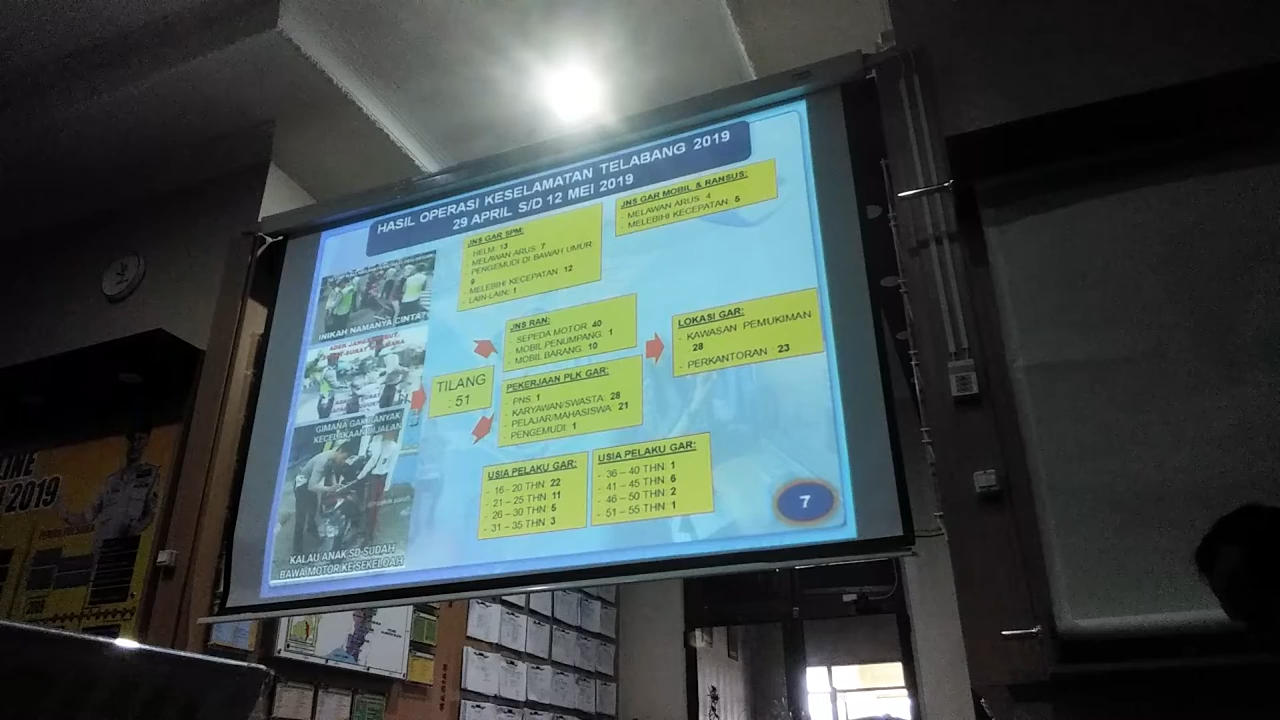 HASIL OPERASI KESELAMATAN TELABANG 2019
29 APRIL S/D 12 MEI 2019
JNS GAR SPM:
- HELM: 13
- MELAWAN ARUS: 7
- PENGEMUDI DI BAWAH UMUR:
9
- MELEBIHI KECEPATAN: 12
- LAIN-LAIN: 1
JNS GAR MOBIL & RANSUS:
- MELAWAN ARUS: 4
- MELEBIHI KECEPATAN: 5
INIKAH NAMANYA CINTA?
GIMANA GAK BANYAK
KECELAKAAN DIJALAN
KALAU ANAK SD SUDAH
BAWA MOTOR KE SEKOLAH
TILANG
: 51
JNS RAN:
- SEPEDA MOTOR: 40
- MOBIL PENUMPANG: 1
- MOBIL BARANG: 10
PEKERJAAN PLK GAR:
- PNS: 1
- KARYAWAN/SWASTA: 28
- PELAJAR/MAHASISWA: 21
- PENGEMUDI: 1
LOKASI GAR:
- KAWASAN PEMUKIMAN :
28
- PERKANTORAN : 23
USIA PELAKU GAR:
- 16 - 20 THN: 22
- 21 – 25 THN: 11
- 26 – 30 THN: 5
- 31 – 35 THN: 3
USIA PELAKU GAR:
- 36 – 40 THN: 1
- 41 – 45 THN: 6
- 46 – 50 THN: 2
- 51 – 55 THN: 1
7
2019